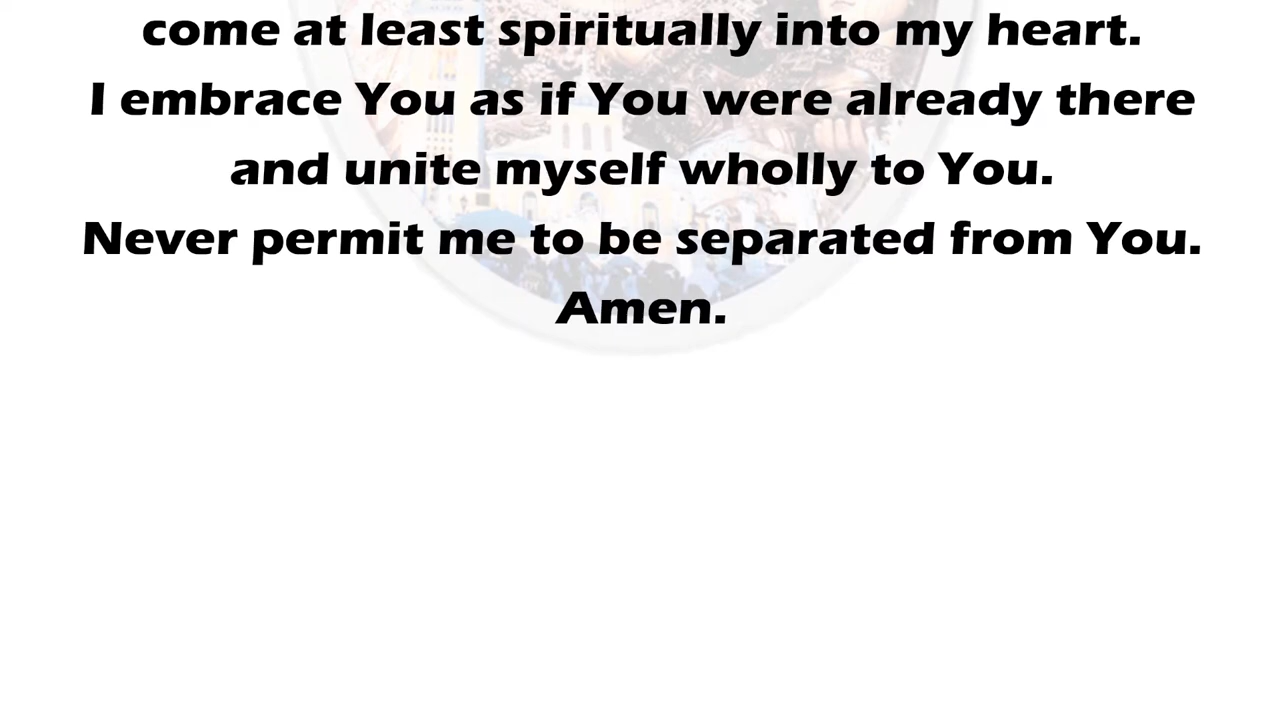 come at least spiritually into my heart.
I embrace You as if You were already there
and unite myself wholly to You.
Never permit me to be separated from You.
Amen.